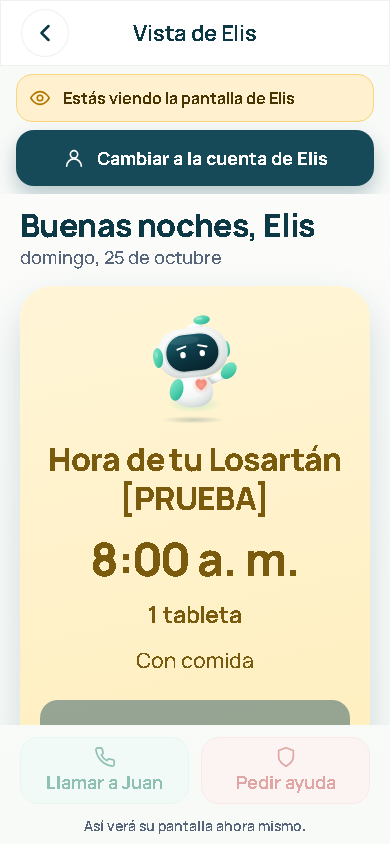 Vista de Elis
Estás viendo la pantalla de Elis
Cambiar a la cuenta de Elis
Buenas noches, Elis
domingo, 25 de octubre
Hora de tu Losartán
[PRUEBA]
8:00 a. m.
1 tableta
Con comida
Llamar a Juan
Pedir ayuda
Así verá su pantalla ahora mismo.